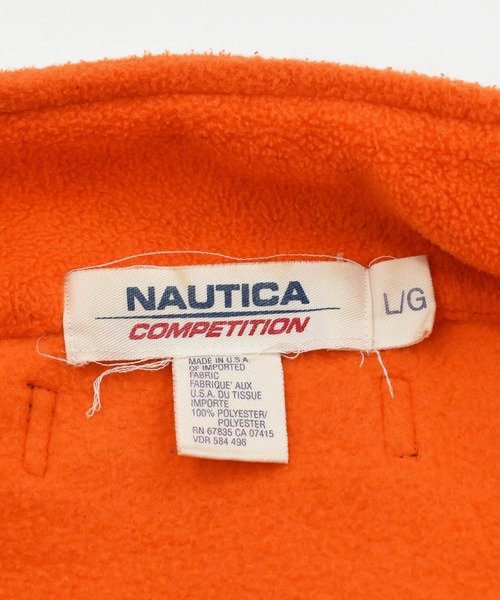 NAUTICA
COMPETITION
L/G
MADE IN U.S.A.
OF IMPORTED
FABRIC
FABRIQUE' AUX
U.S.A. DU TISSUE
IMPORTE
100% POLYESTER/
POLYESTER
RN 67835 CA 07415
VDR 584 498